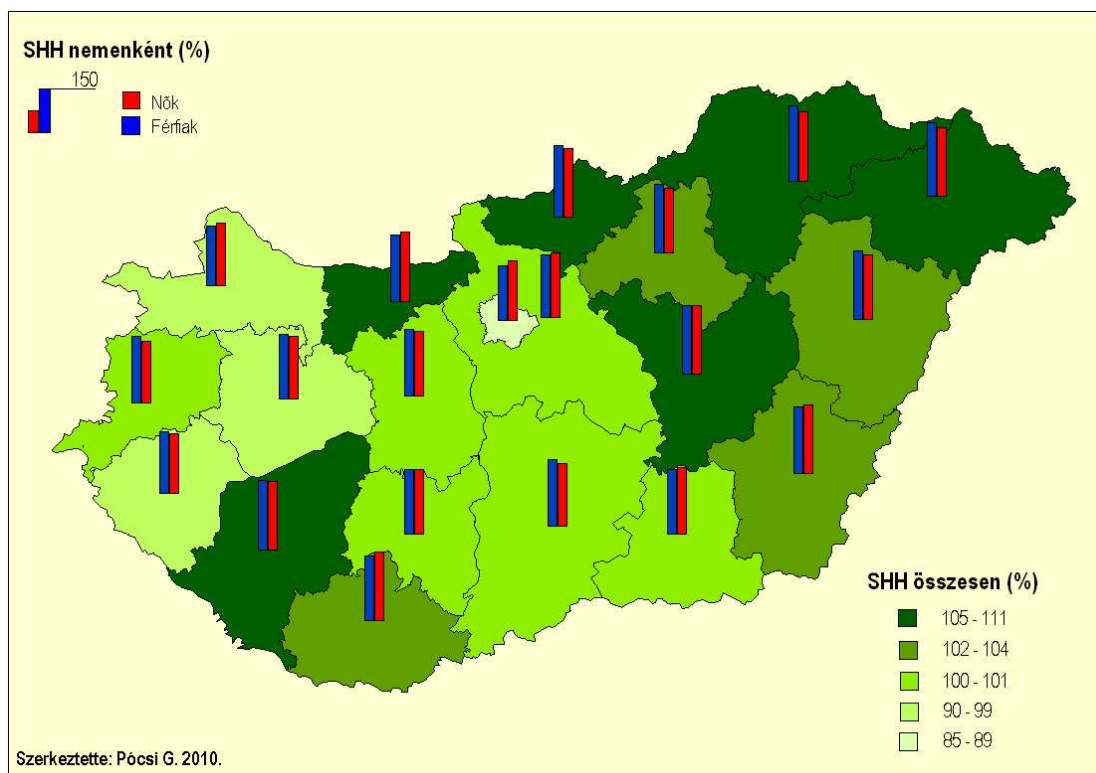 SHH nemenként (%)
150
Nők
Férfiak
SHH összesen (%)
105 - 111
102 - 104
100 - 101
90 - 99
85 - 89
Szerkeztette: Pócsi G. 2010.